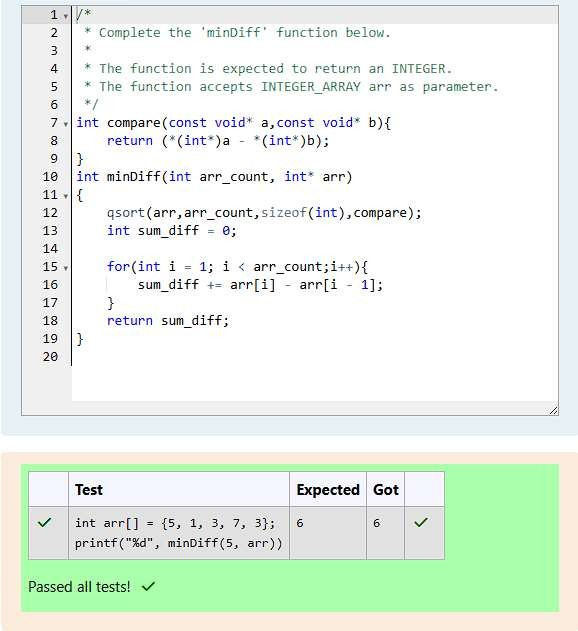 1 /*
2  * Complete the 'minDiff' function below.
3  *
4  * The function is expected to return an INTEGER.
5  * The function accepts INTEGER_ARRAY arr as parameter.
6  */
7 int compare(const void* a,const void* b){
8     return (*(int*)a - *(int*)b);
9 }
10 int minDiff(int arr_count, int* arr)
11 {
12     qsort(arr,arr_count,sizeof(int),compare);
13     int sum_diff = 0;
14
15     for(int i = 1; i < arr_count;i++){
16         sum_diff += arr[i] - arr[i - 1];
17     }
18     return sum_diff;
19 }
20
Test Expected Got
int arr[] = {5, 1, 3, 7, 3}; 6 6
printf("%d", minDiff(5, arr))
Passed all tests!